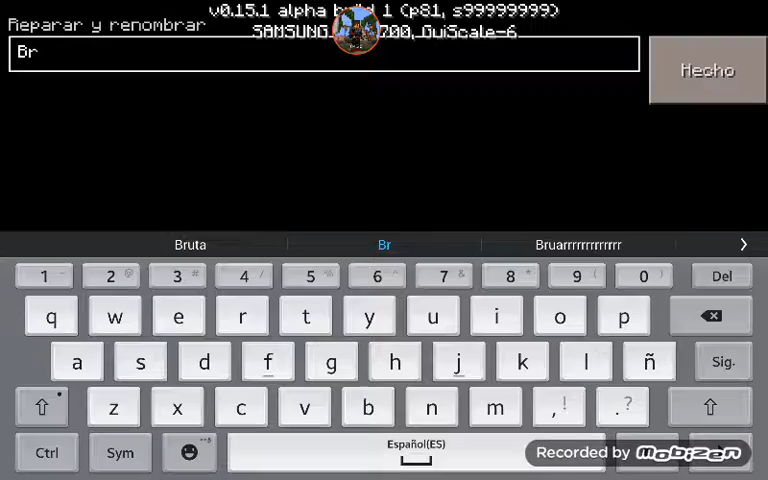 v0.15.1 alpha build 1 (p81, s99999999)
Reparar y renombrar
SAMSUNG 700, GuiScale-6
Br
Hecho
Bruta Br Bruarrrrrrrrrrrr
1 - 2 @ 3 # 4 / 5 % 6 ^ 7 & 8 * 9 ( 0 ) Del
q w e r t y u i o p
a s d f g h j k l ñ Sig.
z x c v b n m , ! . ?
Ctrl Sym Español(ES)
Recorded by mobizen